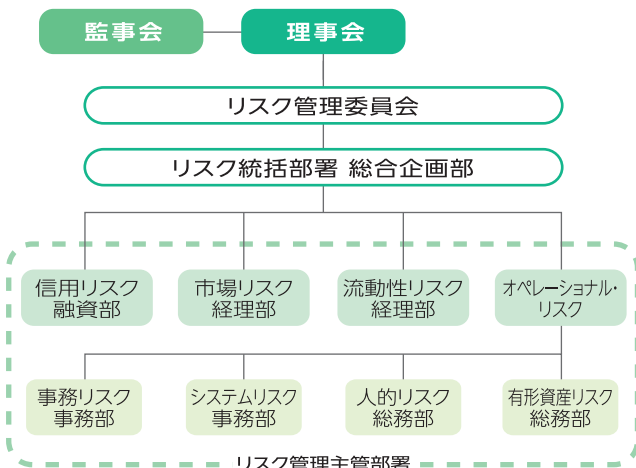 監事会
理事会
リスク管理委員会
リスク統括部署 総合企画部
信用リスク
融資部
市場リスク
経理部
流動性リスク
経理部
オペレーショナル・
リスク
事務リスク
事務部
システムリスク
事務部
人的リスク
総務部
有形資産リスク
総務部
リスク管理主管部署